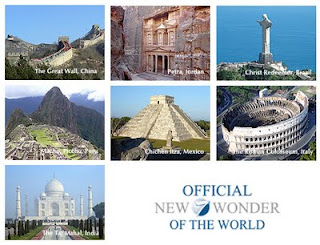 The Great Wall, China
Petra, Jordan
Christ Redeemer, Brazil
Machu Picchu, Peru
Chichen Itza, Mexico
The Roman Colosseum, Italy
The Taj Mahal, India
OFFICIAL
NEW 7 WONDER
OF THE WORLD